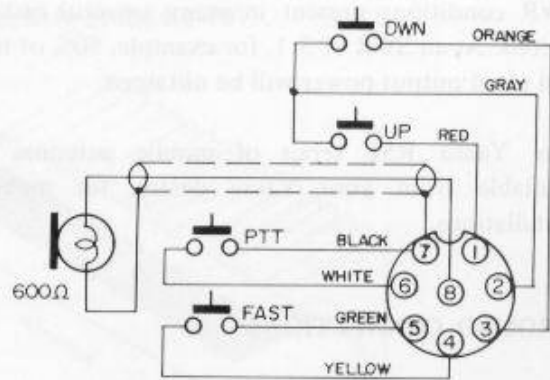 DWN
ORANGE
GRAY
UP
RED
PTT
BLACK
7
1
WHITE
6
8
2
600Ω
FAST
GREEN
5
4
3
YELLOW